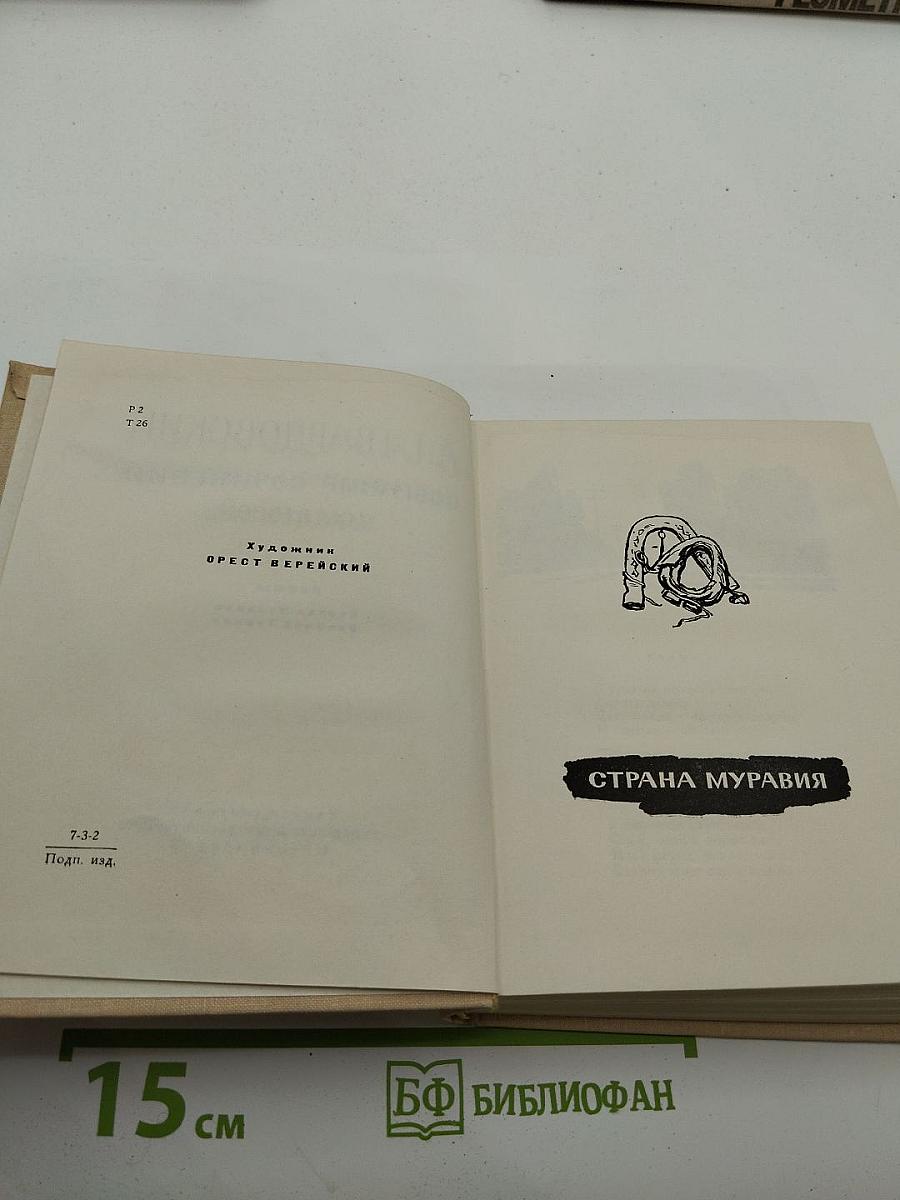 Р 2
Т 26
Художник
ОРЕСТ ВЕРЕЙСКИЙ
7-3-2
Подп. изд.
СТРАНА МУРАВИЯ
15 см
БФ БИБЛИОФАН